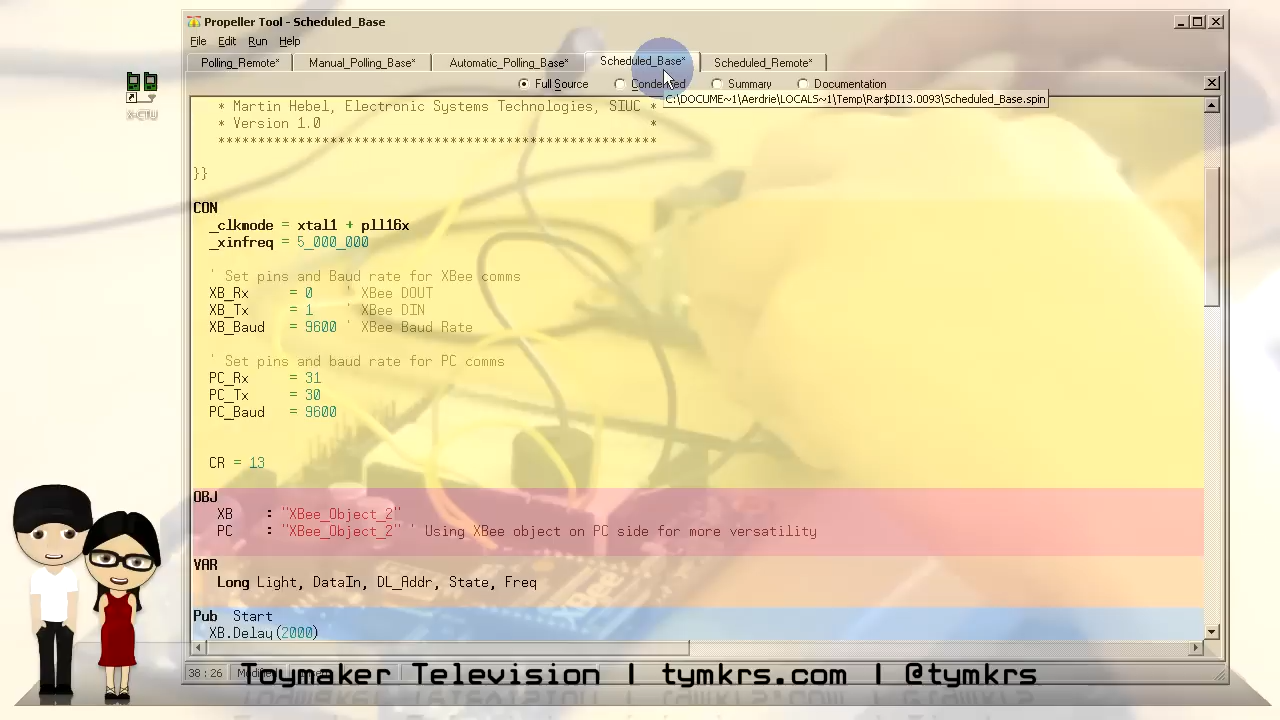 Propeller Tool - Scheduled_Base
File Edit Run Help
Polling_Remote* Manual_Polling_Base* Automatic_Polling_Base* Scheduled_Base* Scheduled_Remote*
Full Source Condensed Summary Documentation
C:\DOCUME~1\Aerdrie\LOCALS~1\Temp\Rar$DI13.0093\Scheduled_Base.spin
* Martin Hebel, Electronic Systems Technologies, SIUC *
* Version 1.0 *
*******************************************************
}}
CON
_clkmode = xtal1 + pll16x
_xinfreq = 5_000_000
' Set pins and Baud rate for XBee comms
XB_Rx = 0 ' XBee DOUT
XB_Tx = 1 ' XBee DIN
XB_Baud = 9600 ' XBee Baud Rate
' Set pins and baud rate for PC comms
PC_Rx = 31
PC_Tx = 30
PC_Baud = 9600
CR = 13
OBJ
XB : "XBee_Object_2"
PC : "XBee_Object_2" ' Using XBee object on PC side for more versatility
VAR
Long Light, DataIn, DL_Addr, State, Freq
Pub Start
XB.Delay(2000)
X-CTU
38 : 26
Toymaker Television | tymkrs.com | @tymkrs